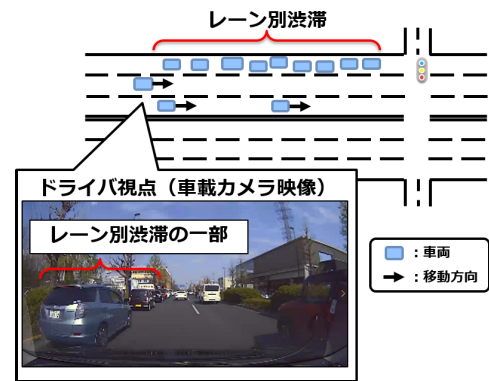 レーン別渋滞
ドライバ視点（車載カメラ映像）
レーン別渋滞の一部
：車両
：移動方向